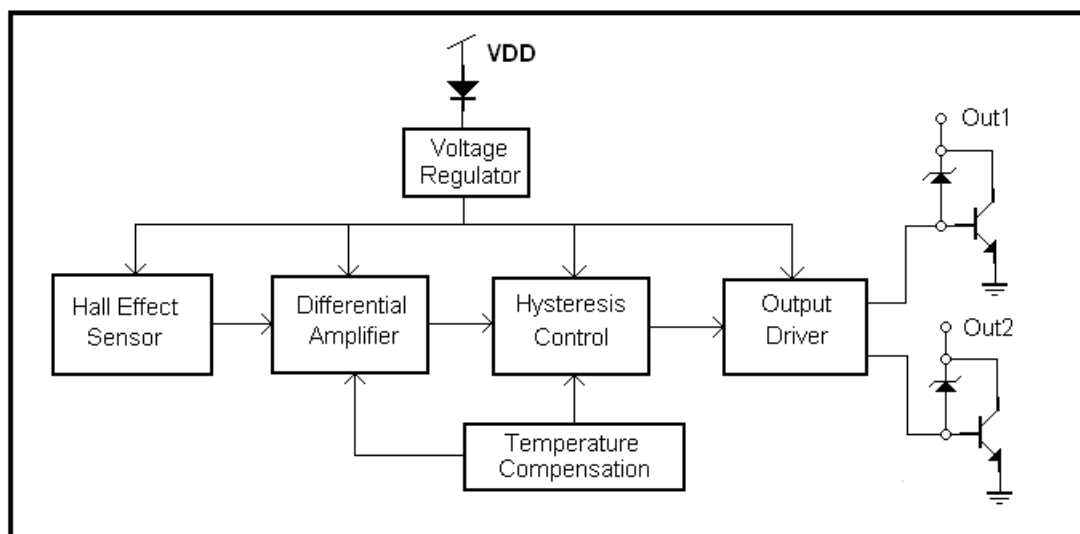 VDD
Voltage
Regulator
Out1
Hall Effect
Sensor
Differential
Amplifier
Hysteresis
Control
Output
Driver
Out2
Temperature
Compensation